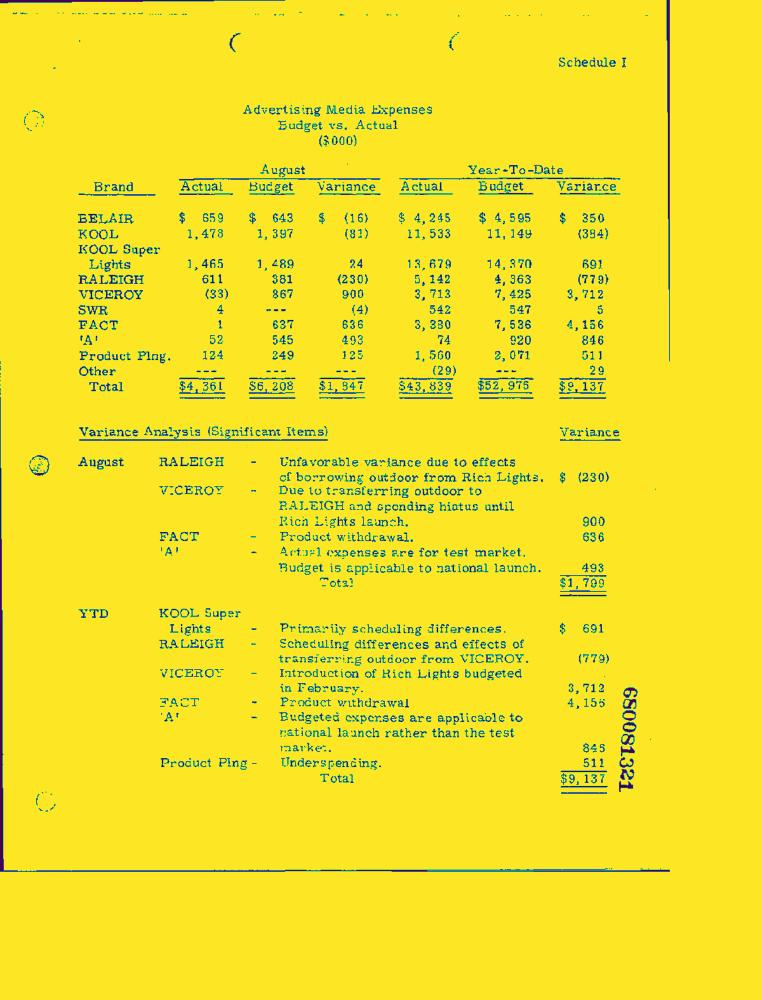 Schedule I
Advertising Media Expenses
Budget vs. Actual
($000)
August Year-To-Date
Brand Actual Budget Variance Actual Budget Variance
BELAIR $ 659 $ 643 $ (16) $ 4,245 $ 4,595 $ 350
KOOL 1,478 1,397 (81) 11,533 11,149 (384)
KOOL Super
Lights 1,465 1,489 24 13,679 14,370 691
RALEIGH 611 381 (230) 5,142 4,363 (779)
VICEROY (33) 867 900 3,713 7,425 3,712
SWR 4 --- (4) 542 547 5
FACT 1 637 636 3,380 7,536 4,156
'A' 52 545 493 74 920 846
Product Plng. 124 249 125 1,560 2,071 511
Other --- --- --- (29) --- 29
Total $4,361 $6,208 $1,847 $43,839 $52,976 $9,137
Variance Analysis (Significant Items) Variance
August RALEIGH - Unfavorable variance due to effects
of borrowing outdoor from Rich Lights. $ (230)
VICEROY - Due to transferring outdoor to
RALEIGH and spending hiatus until
Rich Lights launch. 900
FACT - Product withdrawal. 636
'A' - Actual expenses are for test market.
Budget is applicable to national launch. 493
Total $1,799
YTD KOOL Super
Lights - Primarily scheduling differences. $ 691
RALEIGH - Scheduling differences and effects of
transferring outdoor from VICEROY. (779)
VICEROY - Introduction of Rich Lights budgeted
in February. 3,712
FACT - Product withdrawal 4,156
'A' - Budgeted expenses are applicable to
national launch rather than the test
market. 846
Product Plng - Underspending. 511
Total $9,137
680081321